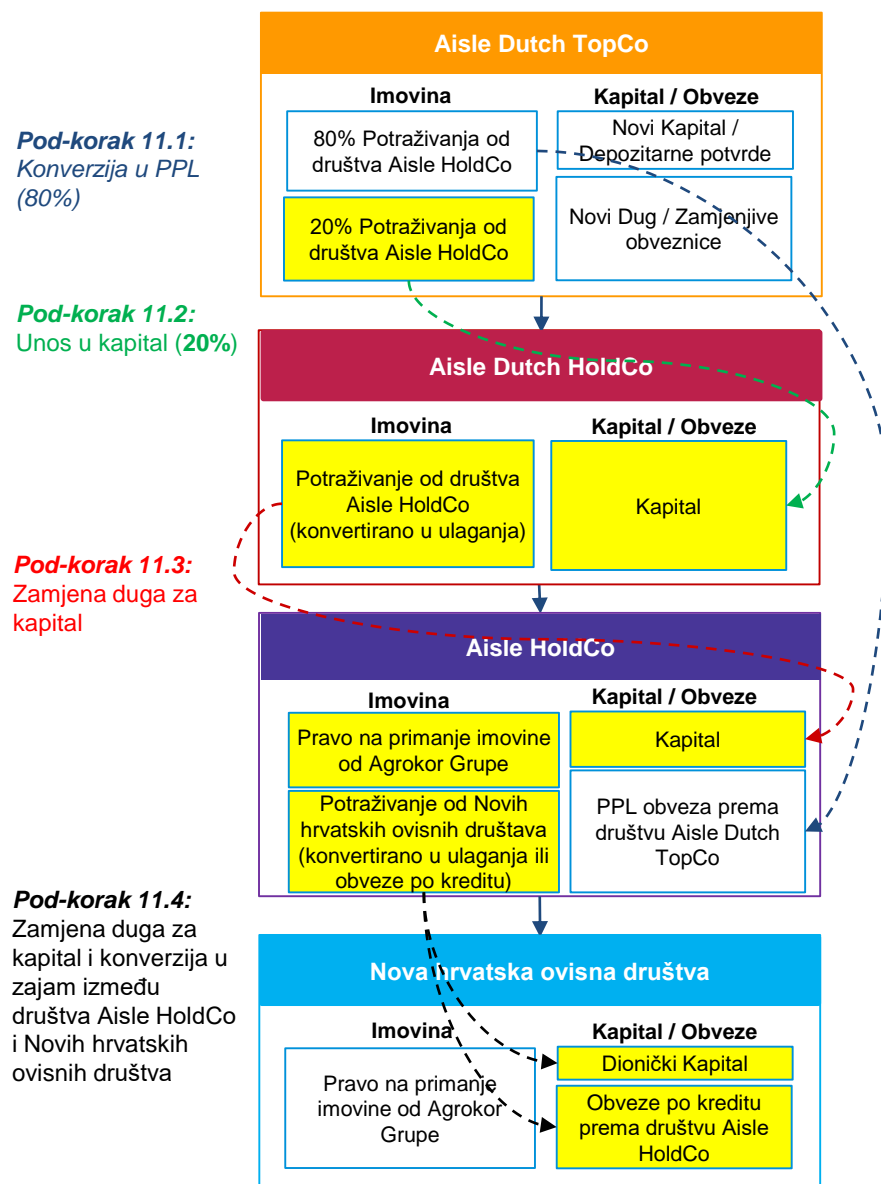 Aisle Dutch TopCo
Imovina
Kapital / Obveze
Pod-korak 11.1:
Konverzija u PPL
(80%)
80% Potraživanja od
društva Aisle HoldCo
Novi Kapital /
Depozitarne potvrde
20% Potraživanja od
društva Aisle HoldCo
Novi Dug / Zamjenjive
obveznice
Pod-korak 11.2:
Unos u kapital (20%)
Aisle Dutch HoldCo
Imovina
Kapital / Obveze
Potraživanje od društva
Aisle HoldCo
(konvertirano u ulaganja)
Kapital
Pod-korak 11.3:
Zamjena duga za
kapital
Aisle HoldCo
Imovina
Kapital / Obveze
Pravo na primanje imovine
od Agrokor Grupe
Kapital
Potraživanje od Novih
hrvatskih ovisnih društava
(konvertirano u ulaganja ili
obveze po kreditu)
PPL obveza prema
društvu Aisle Dutch
TopCo
Pod-korak 11.4:
Zamjena duga za
kapital i konverzija u
zajam između
društva Aisle HoldCo
i Novih hrvatskih
ovisnih društva
Nova hrvatska ovisna društva
Imovina
Kapital / Obveze
Pravo na primanje
imovine od Agrokor
Grupe
Dionički Kapital
Obveze po kreditu
prema društvu Aisle
HoldCo